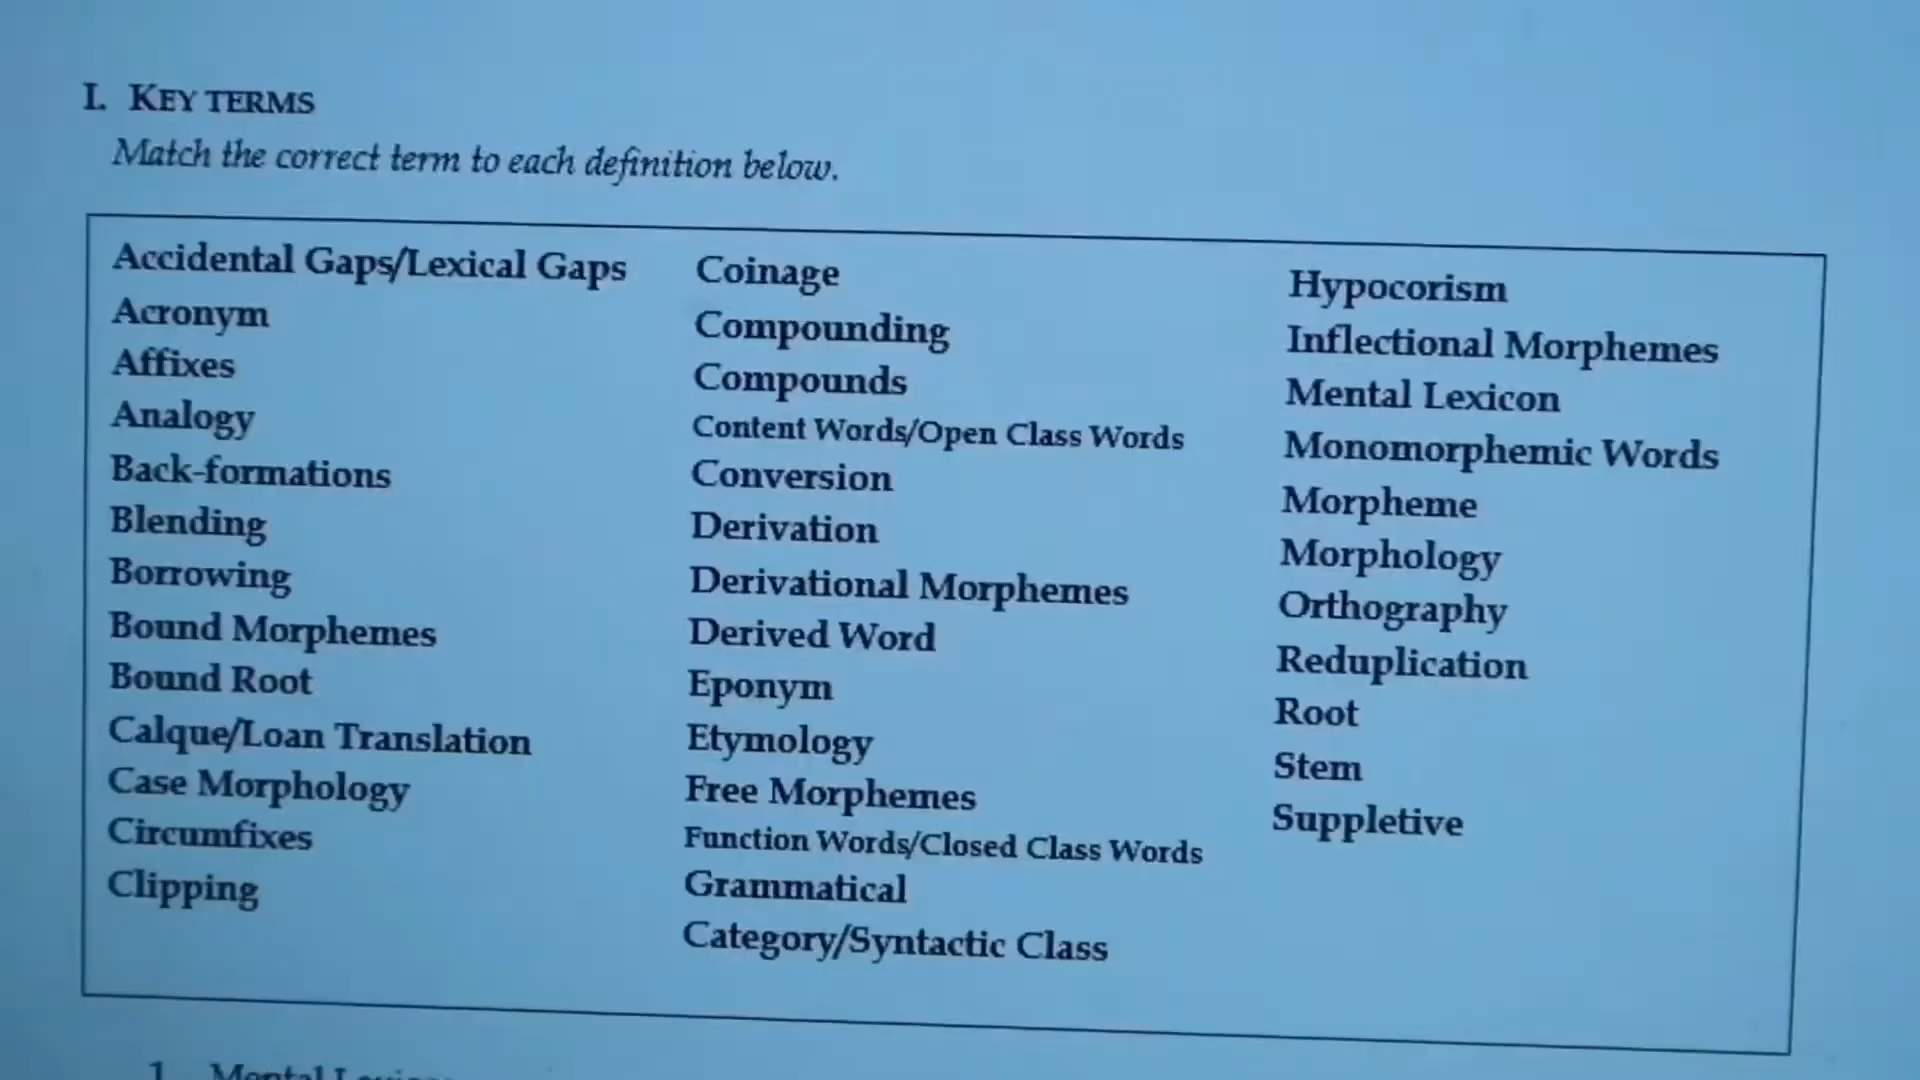 I. KEY TERMS
Match the correct term to each definition below.
Accidental Gaps/Lexical Gaps
Acronym
Affixes
Analogy
Back-formations
Blending
Borrowing
Bound Morphemes
Bound Root
Calque/Loan Translation
Case Morphology
Circumfixes
Clipping
Coinage
Compounding
Compounds
Content Words/Open Class Words
Conversion
Derivation
Derivational Morphemes
Derived Word
Eponym
Etymology
Free Morphemes
Function Words/Closed Class Words
Grammatical
Category/Syntactic Class
Hypocorism
Inflectional Morphemes
Mental Lexicon
Monomorphemic Words
Morpheme
Morphology
Orthography
Reduplication
Root
Stem
Suppletive
1. Mental